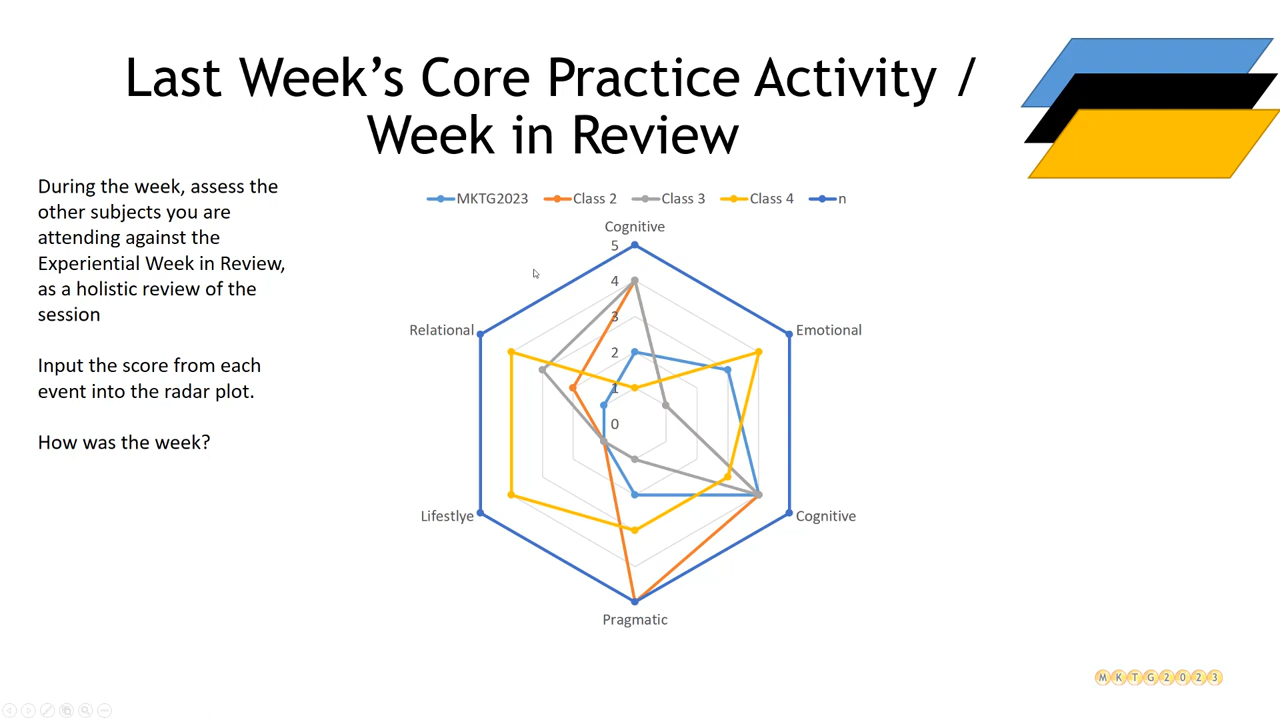 Last Week's Core Practice Activity /
Week in Review
During the week, assess the
other subjects you are
attending against the
Experiential Week in Review,
as a holistic review of the
session
Input the score from each
event into the radar plot.
How was the week?
MKTG2023 Class 2 Class 3 Class 4 n
Cognitive
5
4
3
2
1
0
Relational
Emotional
Lifestlye
Cognitive
Pragmatic
MKTG2023